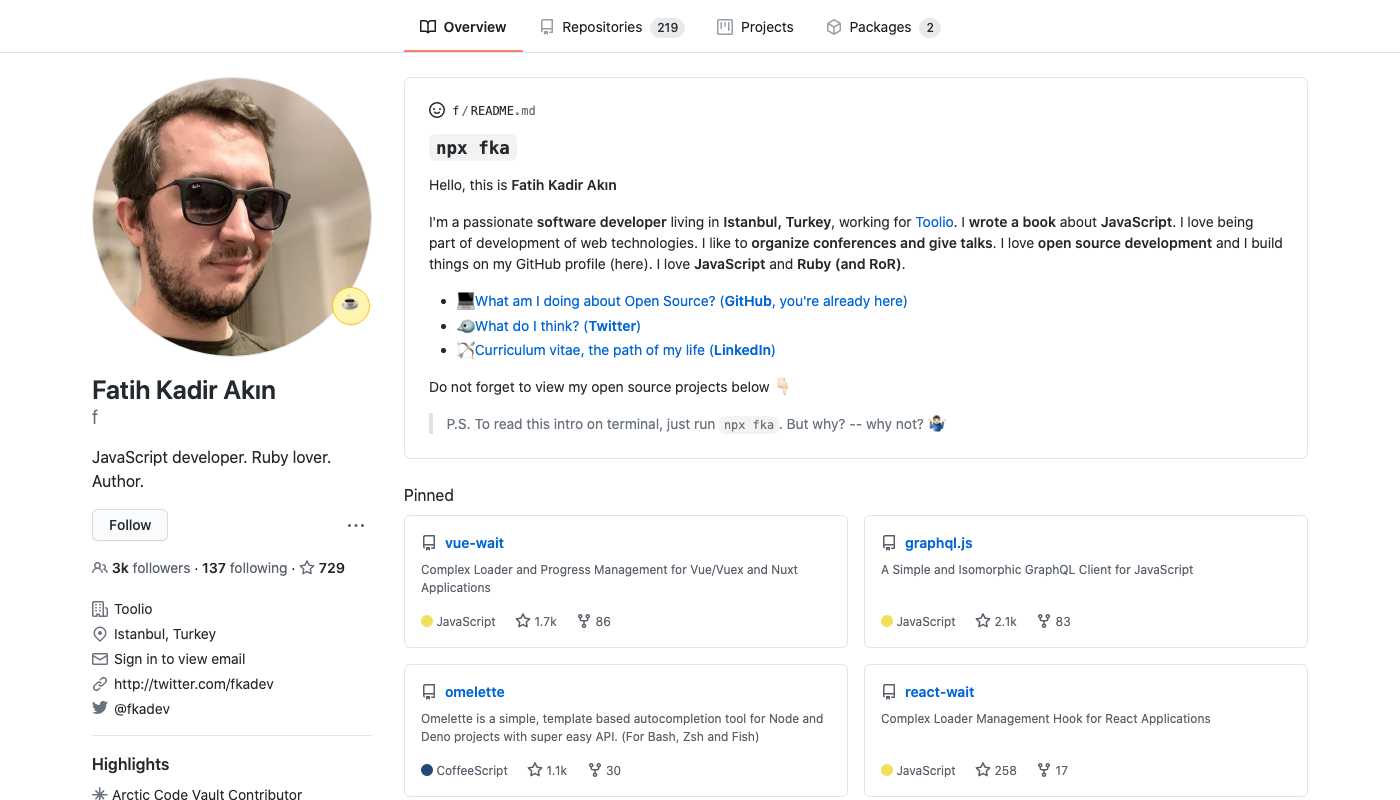 Overview Repositories 219 Projects Packages 2
f/README.md
npx fka
Hello, this is Fatih Kadir Akın
I'm a passionate software developer living in Istanbul, Turkey, working for Toolio. I wrote a book about JavaScript. I love being
part of development of web technologies. I like to organize conferences and give talks. I love open source development and I build
things on my GitHub profile (here). I love JavaScript and Ruby (and RoR).
What am I doing about Open Source? (GitHub, you're already here)
What do I think? (Twitter)
Curriculum vitae, the path of my life (LinkedIn)
Do not forget to view my open source projects below
P.S. To read this intro on terminal, just run npx fka. But why? -- why not?
Fatih Kadir Akın
f
JavaScript developer. Ruby lover.
Author.
Follow
3k followers · 137 following · 729
Toolio
Istanbul, Turkey
Sign in to view email
http://twitter.com/fkadev
@fkadev
Highlights
Arctic Code Vault Contributor
Pinned
vue-wait
Complex Loader and Progress Management for Vue/Vuex and Nuxt
Applications
JavaScript 1.7k 86
graphql.js
A Simple and Isomorphic GraphQL Client for JavaScript
JavaScript 2.1k 83
omelette
Omelette is a simple, template based autocompletion tool for Node and
Deno projects with super easy API. (For Bash, Zsh and Fish)
CoffeeScript 1.1k 30
react-wait
Complex Loader Management Hook for React Applications
JavaScript 258 17